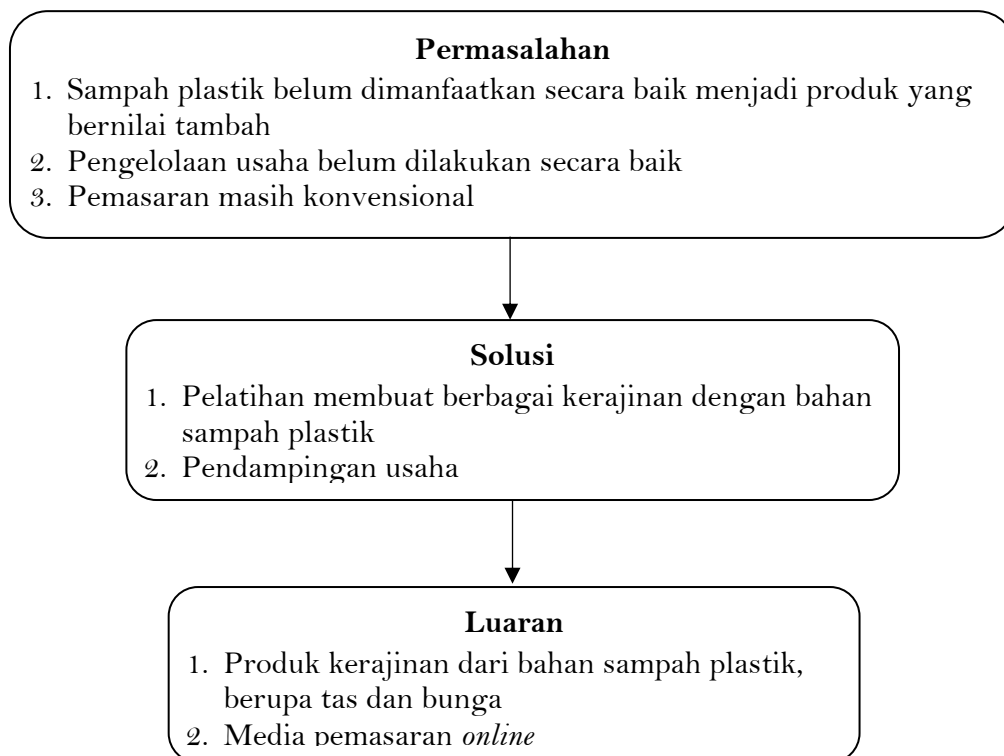 Permasalahan
1. Sampah plastik belum dimanfaatkan secara baik menjadi produk yang
bernilai tambah
2. Pengelolaan usaha belum dilakukan secara baik
3. Pemasaran masih konvensional
Solusi
1. Pelatihan membuat berbagai kerajinan dengan bahan
sampah plastik
2. Pendampingan usaha
Luaran
1. Produk kerajinan dari bahan sampah plastik,
berupa tas dan bunga
2. Media pemasaran online